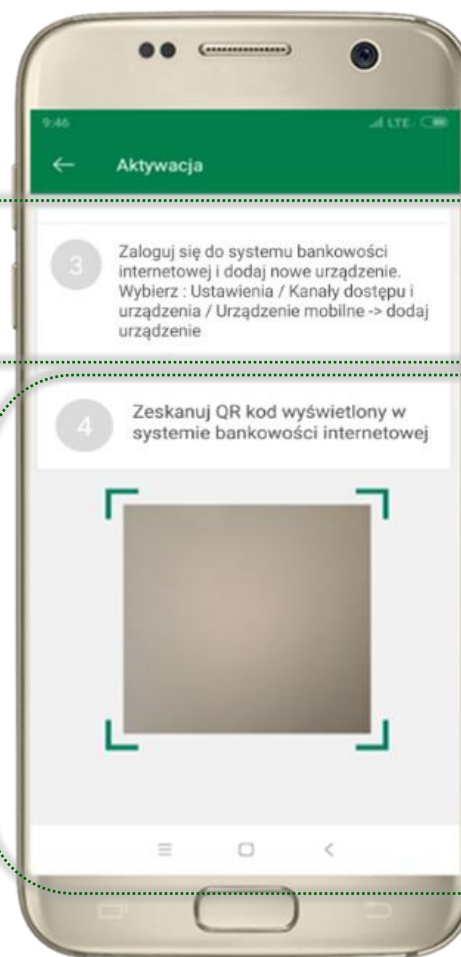 9:46
LTE
Aktywacja
3
Zaloguj się do systemu bankowości
internetowej i dodaj nowe urządzenie.
Wybierz : Ustawienia / Kanały dostępu i
urządzenia / Urządzenie mobilne -> dodaj
urządzenie
4
Zeskanuj QR kod wyświetlony w
systemie bankowości internetowej